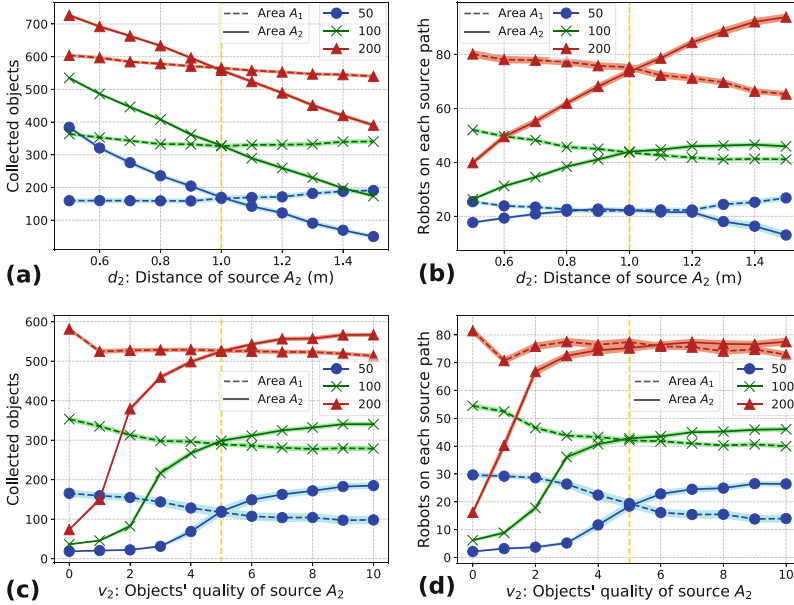 700
600
500
400
300
200
100
Collected objects
Area A1
Area A2
50
100
200
0.6 0.8 1.0 1.2 1.4
(a)
d2: Distance of source A2 (m)
80
60
40
20
Robots on each source path
Area A1
Area A2
50
100
200
0.6 0.8 1.0 1.2 1.4
(b)
d2: Distance of source A2 (m)
600
500
400
300
200
100
0
Collected objects
Area A1
Area A2
50
100
200
0 2 4 6 8 10
(c)
v2: Objects' quality of source A2
80
70
60
50
40
30
20
10
0
Robots on each source path
Area A1
Area A2
50
100
200
0 2 4 6 8 10
(d)
v2: Objects' quality of source A2